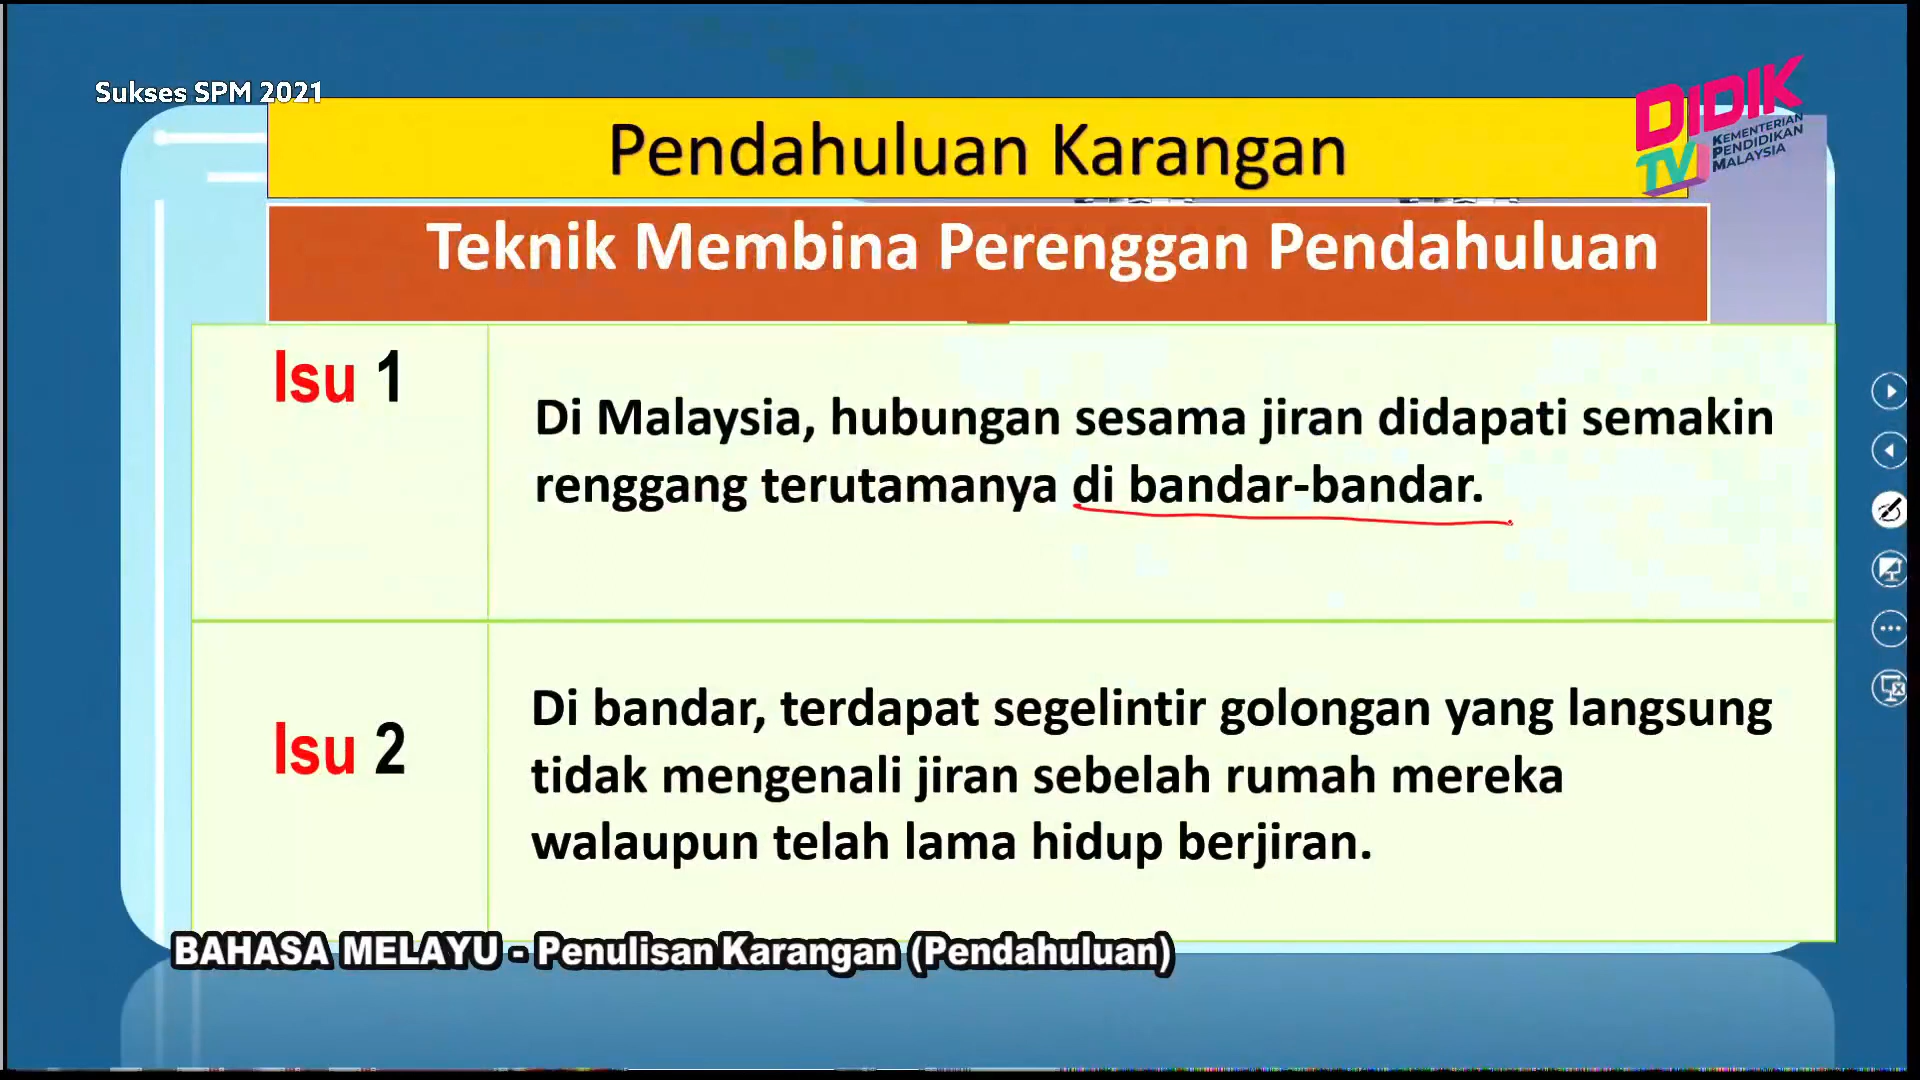 Sukses SPM 2021
DIDIK
TV
KEMENTERIAN
PENDIDIKAN
MALAYSIA
Pendahuluan Karangan
Teknik Membina Perenggan Pendahuluan
Isu 1
Di Malaysia, hubungan sesama jiran didapati semakin
renggang terutamanya di bandar-bandar.
Isu 2
Di bandar, terdapat segelintir golongan yang langsung
tidak mengenali jiran sebelah rumah mereka
walaupun telah lama hidup berjiran.
BAHASA MELAYU - Penulisan Karangan (Pendahuluan)